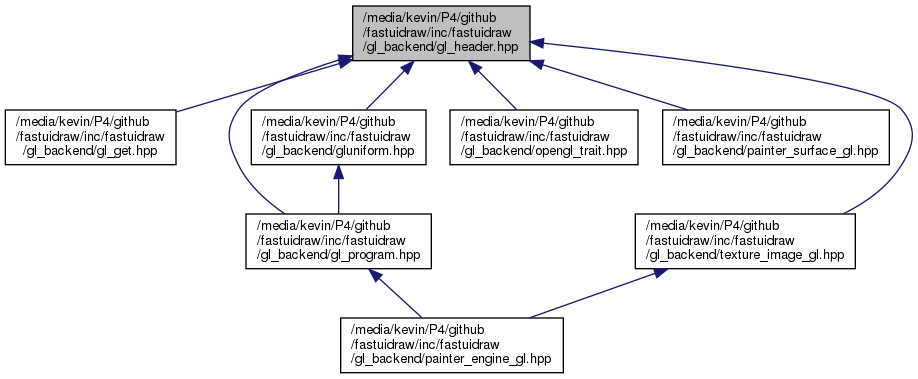 /media/kevin/P4/github
/fastuidraw/inc/fastuidraw
/gl_backend/gl_header.hpp
/media/kevin/P4/github
/fastuidraw/inc/fastuidraw
/gl_backend/gl_get.hpp
/media/kevin/P4/github
/fastuidraw/inc/fastuidraw
/gl_backend/gluniform.hpp
/media/kevin/P4/github
/fastuidraw/inc/fastuidraw
/gl_backend/opengl_trait.hpp
/media/kevin/P4/github
/fastuidraw/inc/fastuidraw
/gl_backend/painter_surface_gl.hpp
/media/kevin/P4/github
/fastuidraw/inc/fastuidraw
/gl_backend/gl_program.hpp
/media/kevin/P4/github
/fastuidraw/inc/fastuidraw
/gl_backend/texture_image_gl.hpp
/media/kevin/P4/github
/fastuidraw/inc/fastuidraw
/gl_backend/painter_engine_gl.hpp